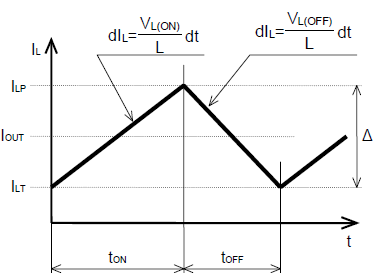 dIL=VL(ON)/L dt
dIL=VL(OFF)/L dt
IL
ILP
IOUT
Δ
ILT
t
tON
tOFF